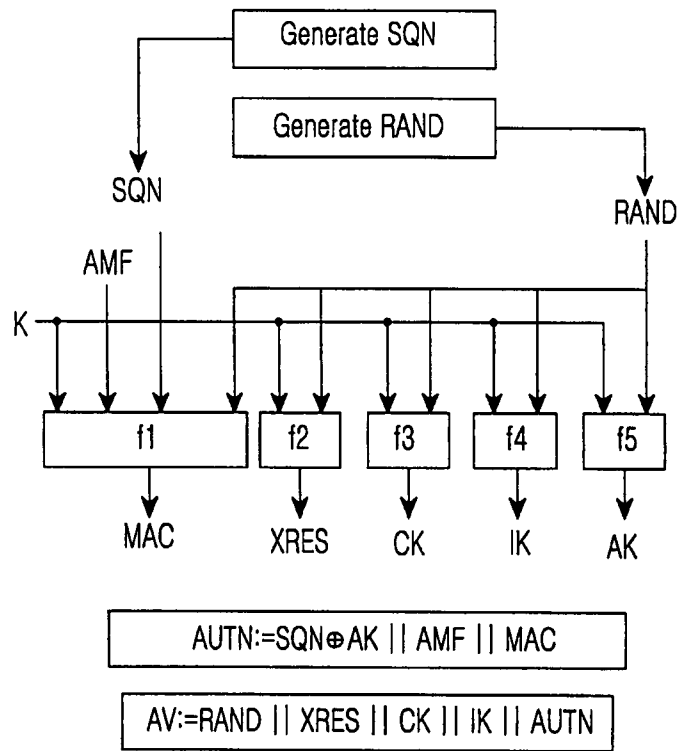 Generate SQN
Generate RAND
SQN
RAND
AMF
K
f1 f2 f3 f4 f5
MAC XRES CK IK AK
AUTN:=SQN⊕AK || AMF || MAC
AV:=RAND || XRES || CK || IK || AUTN